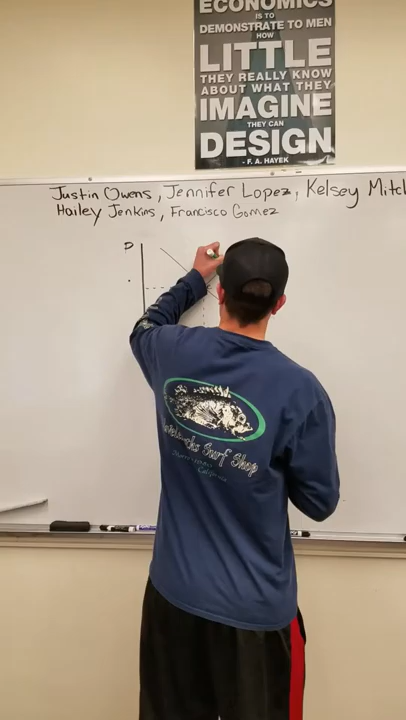 ECONOMICS
IS TO
DEMONSTRATE TO MEN
HOW
LITTLE
THEY REALLY KNOW
ABOUT WHAT THEY
IMAGINE
THEY CAN
DESIGN
- F. A. HAYEK
Justin Owens, Jennifer Lopez, Kelsey Mitch
Hailey Jenkins, Francisco Gomez
P
Surf Shop
California